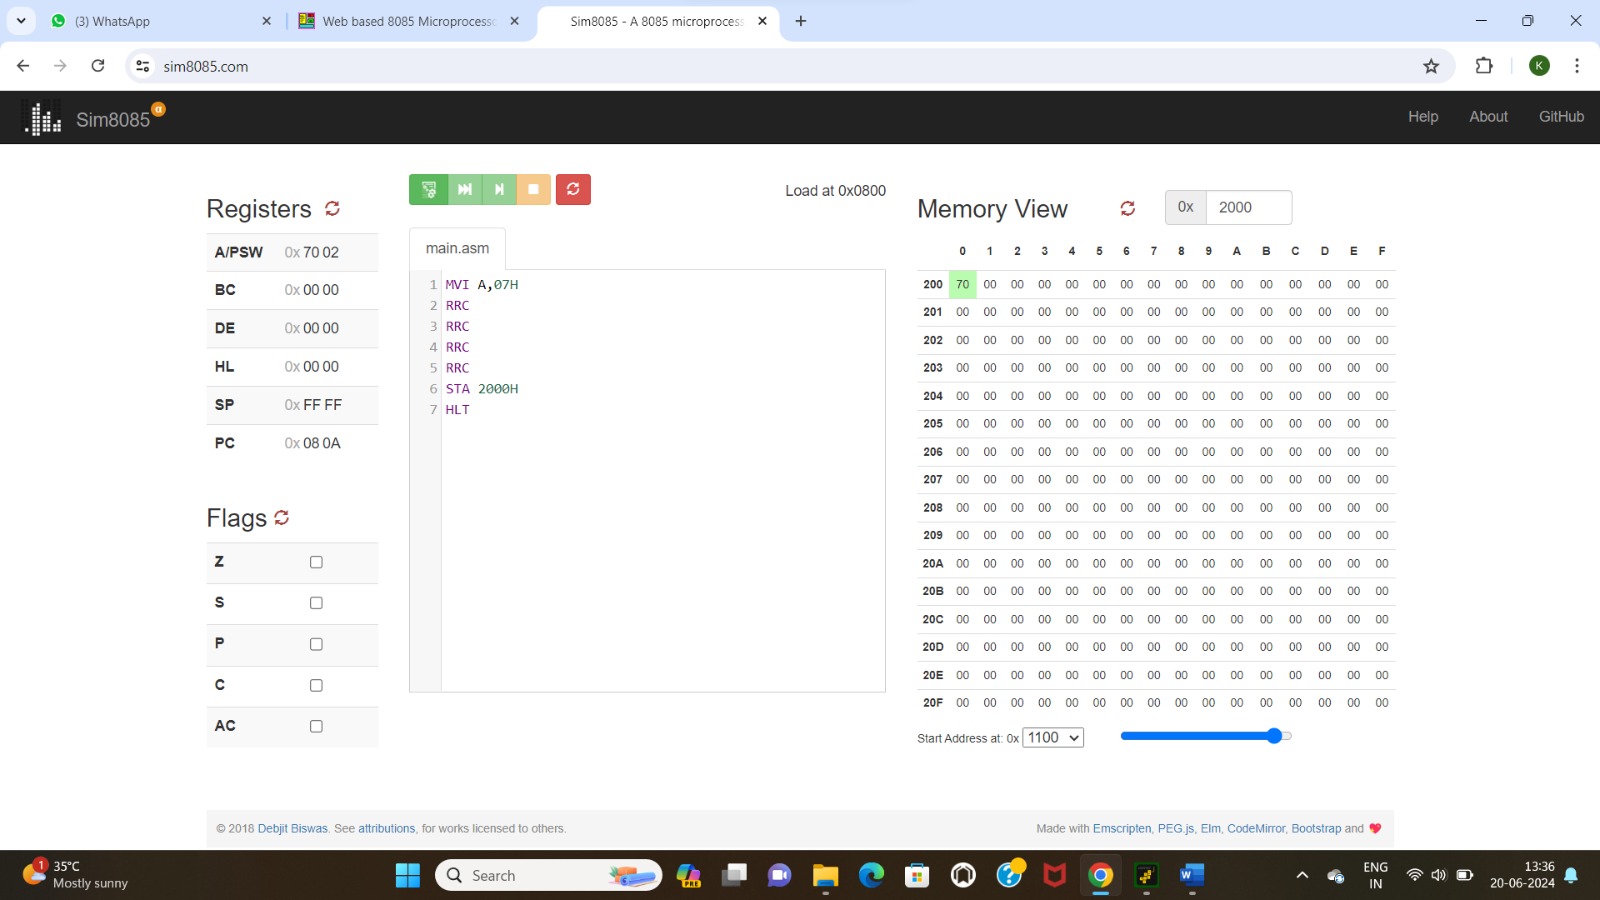 (3) WhatsApp
Web based 8085 Microprocesso
Sim8085 - A 8085 microprocess
sim8085.com
K
Sim8085 α
Help About GitHub
Load at 0x0800
Registers
A/PSW 0x 70 02
BC 0x 00 00
DE 0x 00 00
HL 0x 00 00
SP 0x FF FF
PC 0x 08 0A
Flags
Z
S
P
C
AC
main.asm
1 MVI A,07H
2 RRC
3 RRC
4 RRC
5 RRC
6 STA 2000H
7 HLT
Memory View 0x 2000
0 1 2 3 4 5 6 7 8 9 A B C D E F
200 70 00 00 00 00 00 00 00 00 00 00 00 00 00 00 00
201 00 00 00 00 00 00 00 00 00 00 00 00 00 00 00 00
202 00 00 00 00 00 00 00 00 00 00 00 00 00 00 00 00
203 00 00 00 00 00 00 00 00 00 00 00 00 00 00 00 00
204 00 00 00 00 00 00 00 00 00 00 00 00 00 00 00 00
205 00 00 00 00 00 00 00 00 00 00 00 00 00 00 00 00
206 00 00 00 00 00 00 00 00 00 00 00 00 00 00 00 00
207 00 00 00 00 00 00 00 00 00 00 00 00 00 00 00 00
208 00 00 00 00 00 00 00 00 00 00 00 00 00 00 00 00
209 00 00 00 00 00 00 00 00 00 00 00 00 00 00 00 00
20A 00 00 00 00 00 00 00 00 00 00 00 00 00 00 00 00
20B 00 00 00 00 00 00 00 00 00 00 00 00 00 00 00 00
20C 00 00 00 00 00 00 00 00 00 00 00 00 00 00 00 00
20D 00 00 00 00 00 00 00 00 00 00 00 00 00 00 00 00
20E 00 00 00 00 00 00 00 00 00 00 00 00 00 00 00 00
20F 00 00 00 00 00 00 00 00 00 00 00 00 00 00 00 00
Start Address at: 0x 1100
© 2018 Debjit Biswas. See attributions, for works licensed to others.
Made with Emscripten, PEG.js, Elm, CodeMirror, Bootstrap and
1
35°C
Mostly sunny
Search
PRE
ENG
IN
13:36
20-06-2024